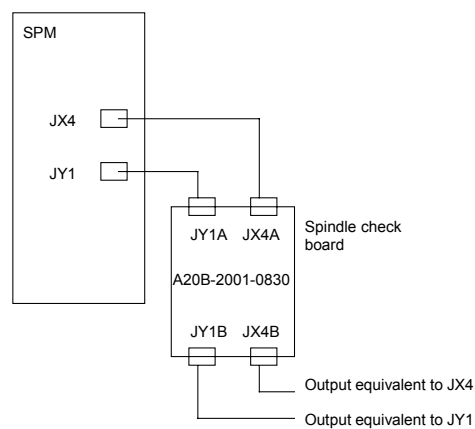 SPM
JX4
JY1
JY1A JX4A
Spindle check
board
A20B-2001-0830
JY1B JX4B
Output equivalent to JX4
Output equivalent to JY1